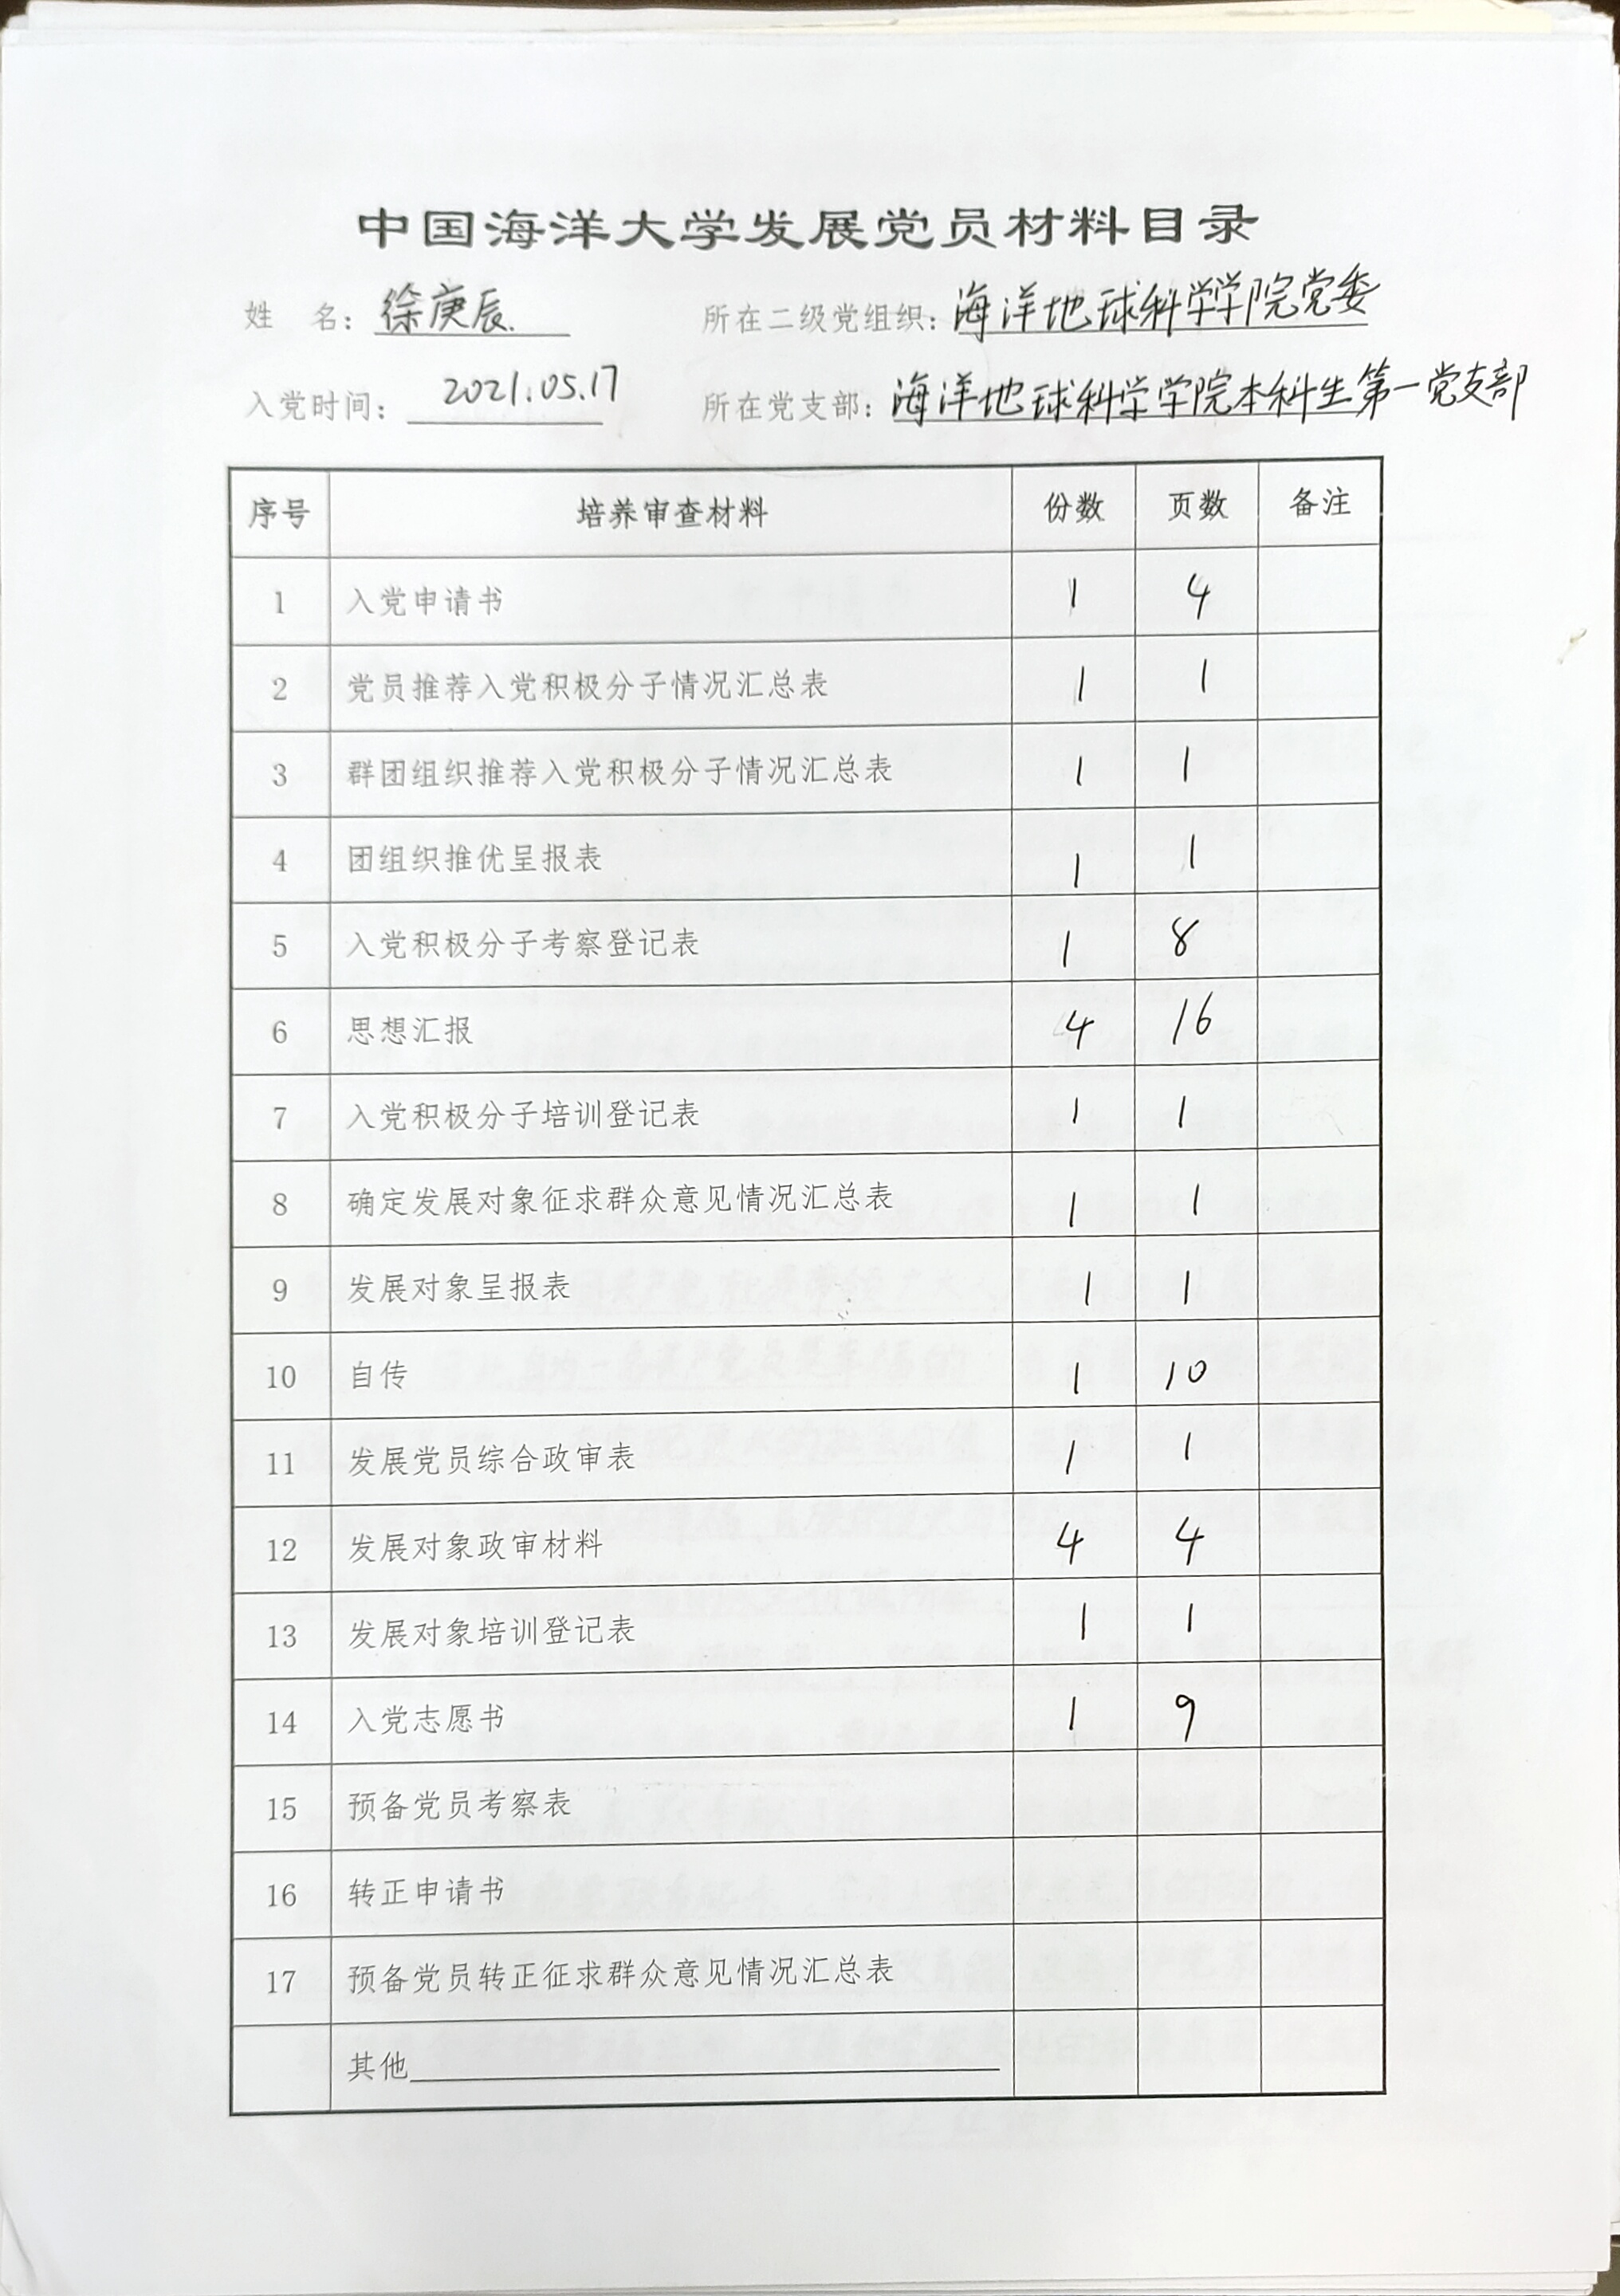 中国海洋大学发展党员材料目录
姓 名：徐庚辰 所在二级党组织：海洋地球科学学院党委
入党时间：2021.05.17 所在党支部：海洋地球科学学院本科生第一党支部
序号 培养审查材料 份数 页数 备注
1 入党申请书 1 4
2 党员推荐入党积极分子情况汇总表 1 1
3 群团组织推荐入党积极分子情况汇总表 1 1
4 团组织推优呈报表 1 1
5 入党积极分子考察登记表 1 8
6 思想汇报 4 16
7 入党积极分子培训登记表 1 1
8 确定发展对象征求群众意见情况汇总表 1 1
9 发展对象呈报表 1 1
10 自传 1 10
11 发展党员综合政审表 1 1
12 发展对象政审材料 4 4
13 发展对象培训登记表 1 1
14 入党志愿书 1 9
15 预备党员考察表
16 转正申请书
17 预备党员转正征求群众意见情况汇总表
其他